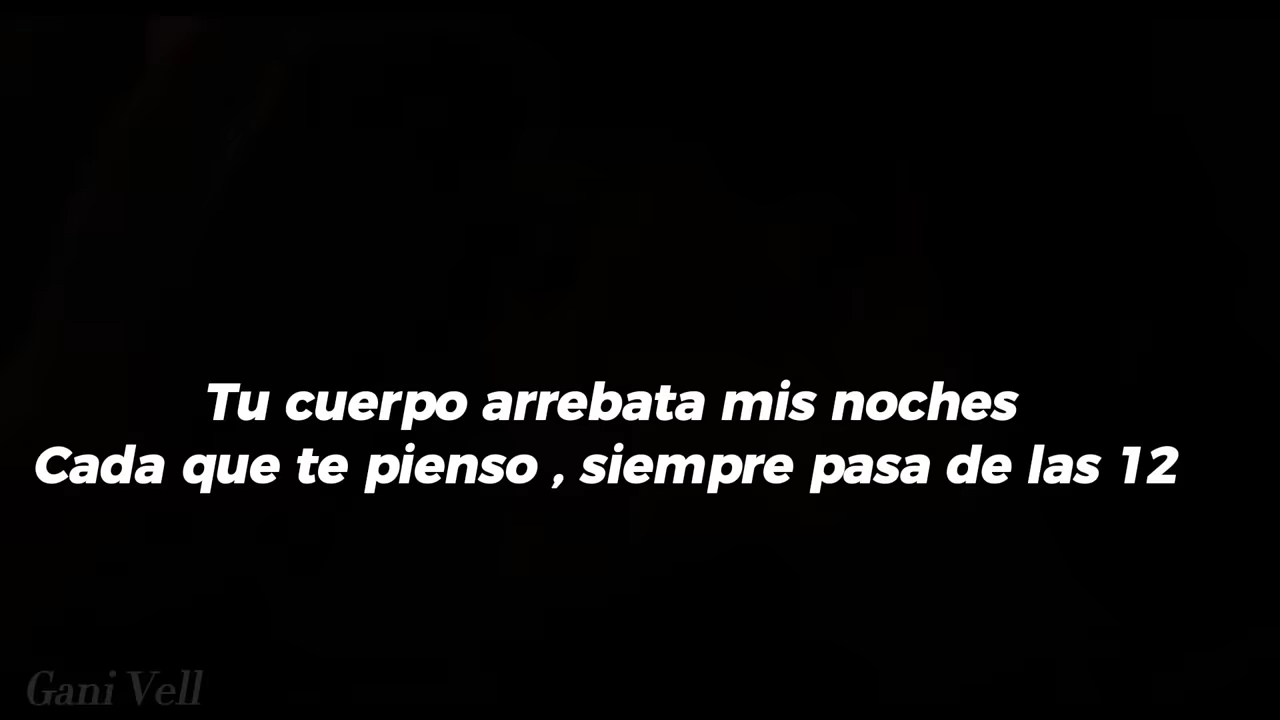 Tu cuerpo arrebata mis noches
Cada que te pienso , siempre pasa de las 12
Gani Vell